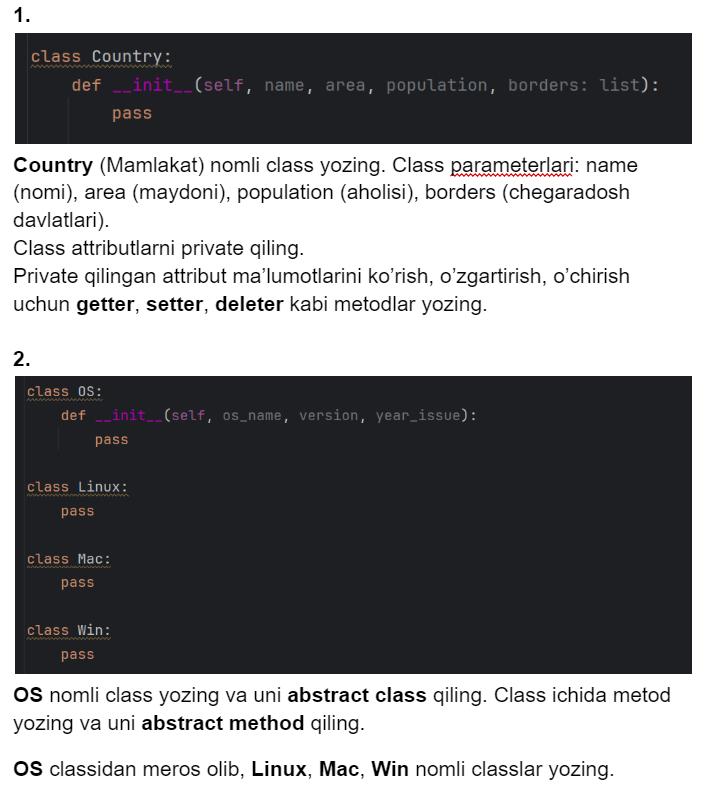 1.
class Country:
def __init__(self, name, area, population, borders: list):
pass
Country (Mamlakat) nomli class yozing. Class parameterlari: name
(nomi), area (maydoni), population (aholisi), borders (chegaradosh
davlatlari).
Class attributlarni private qiling.
Private qilingan attribut ma’lumotlarini ko’rish, o’zgartirish, o’chirish
uchun getter, setter, deleter kabi metodlar yozing.
2.
class OS:
def __init__(self, os_name, version, year_issue):
pass
class Linux:
pass
class Mac:
pass
class Win:
pass
OS nomli class yozing va uni abstract class qiling. Class ichida metod
yozing va uni abstract method qiling.
OS classidan meros olib, Linux, Mac, Win nomli classlar yozing.